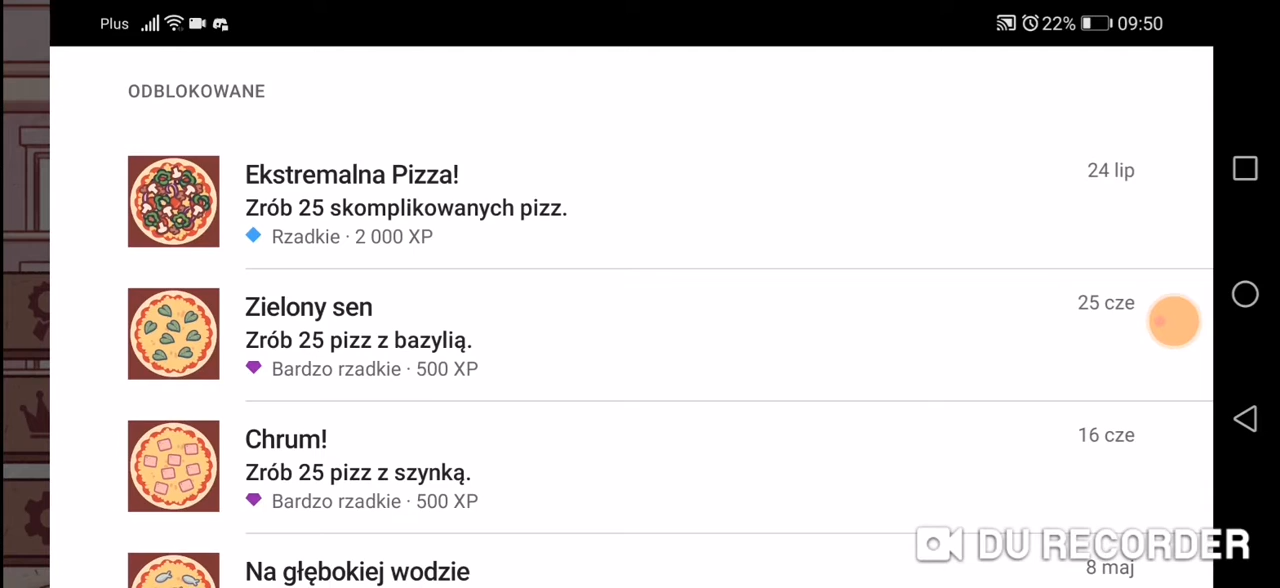 Plus 22% 09:50
ODBLOKOWANE
Ekstremalna Pizza! 24 lip
Zrób 25 skomplikowanych pizz.
Rzadkie · 2 000 XP
Zielony sen 25 cze
Zrób 25 pizz z bazylią.
Bardzo rzadkie · 500 XP
Chrum! 16 cze
Zrób 25 pizz z szynką.
Bardzo rzadkie · 500 XP
Na głębokiej wodzie 8 maj
DU RECORDER